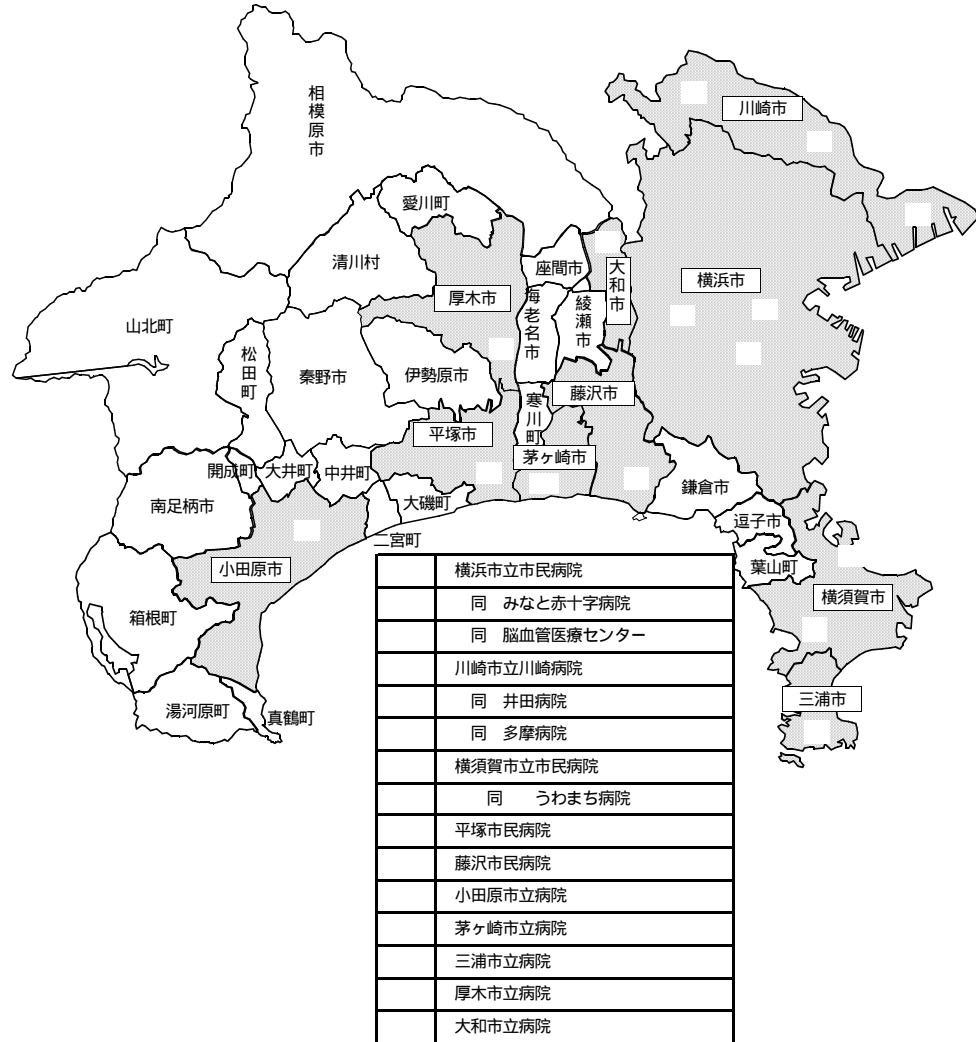 相模原市
川崎市
愛川町
清川村
座間市
大和市
横浜市
厚木市
海老名市
綾瀬市
山北町
松田町
秦野市
伊勢原市
藤沢市
寒川町
平塚市
茅ヶ崎市
開成町
大井町
中井町
鎌倉市
南足柄市
大磯町
逗子市
二宮町
葉山町
小田原市
横須賀市
箱根町
三浦市
湯河原町
真鶴町
横浜市立市民病院
同 みなと赤十字病院
同 脳血管医療センター
川崎市立川崎病院
同 井田病院
同 多摩病院
横須賀市立市民病院
同 うわまち病院
平塚市民病院
藤沢市民病院
小田原市立病院
茅ヶ崎市立病院
三浦市立病院
厚木市立病院
大和市立病院